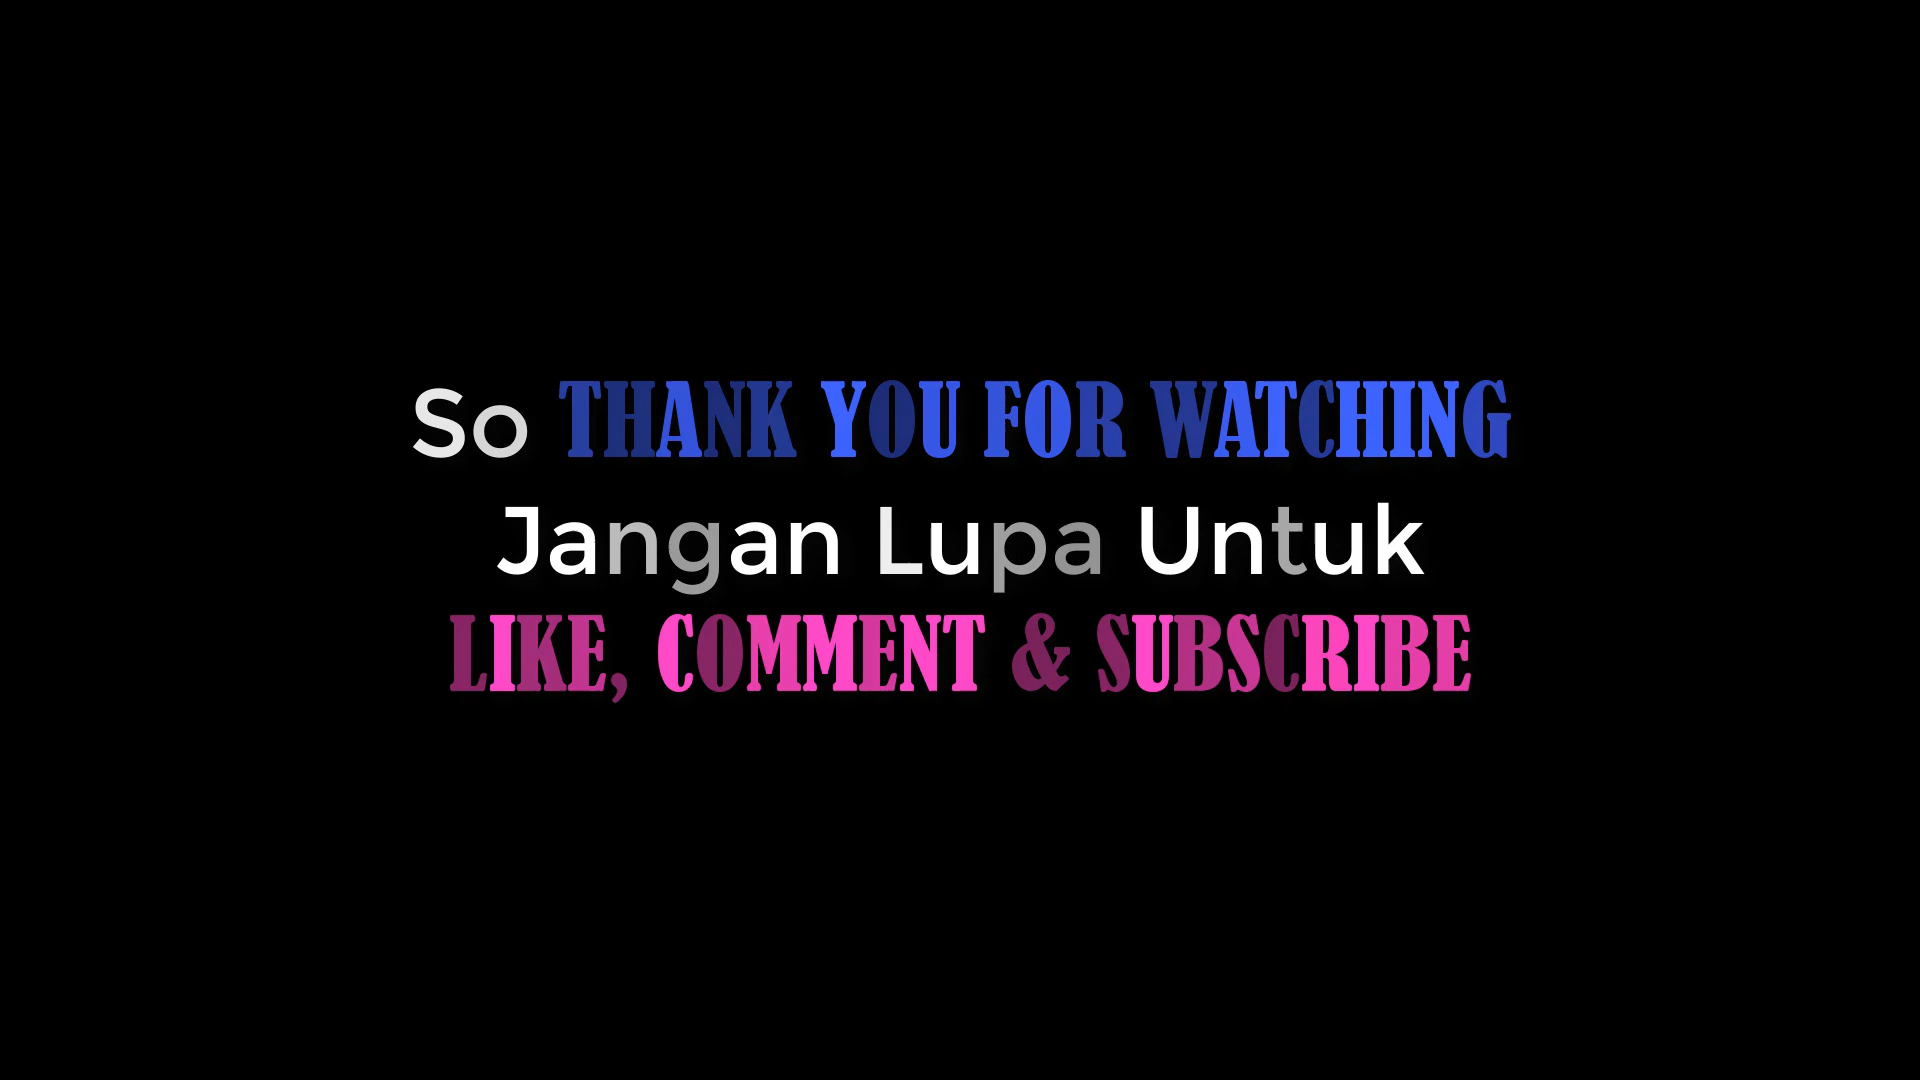 So THANK YOU FOR WATCHING
Jangan Lupa Untuk
LIKE, COMMENT & SUBSCRIBE